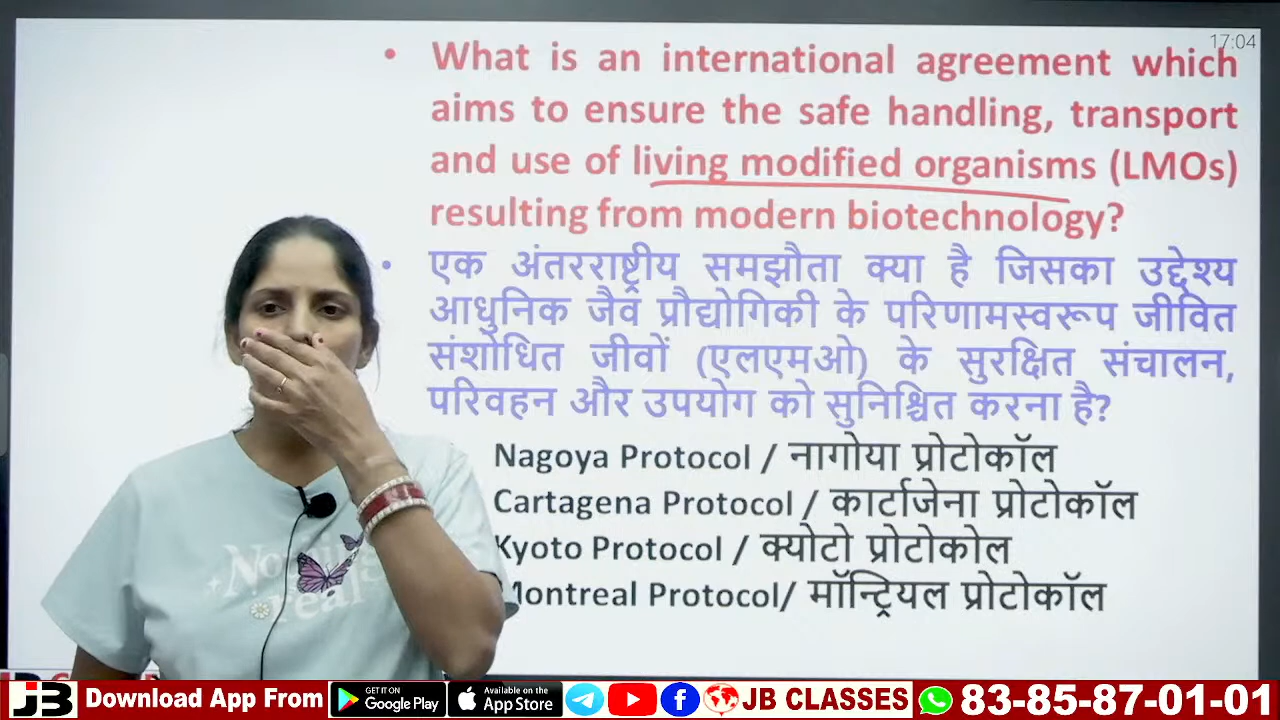 17:04
• What is an international agreement which
aims to ensure the safe handling, transport
and use of living modified organisms (LMOs)
resulting from modern biotechnology?
• एक अंतरराष्ट्रीय समझौता क्या है जिसका उद्देश्य
आधुनिक जैव प्रौद्योगिकी के परिणामस्वरूप जीवित
संशोधित जीवों (एलएमओ) के सुरक्षित संचालन,
परिवहन और उपयोग को सुनिश्चित करना है?
Nagoya Protocol / नागोया प्रोटोकॉल
Cartagena Protocol / कार्टाजेना प्रोटोकॉल
Kyoto Protocol / क्योटो प्रोटोकोल
Montreal Protocol/ मॉन्ट्रियल प्रोटोकॉल
JB Download App From GET IT ON Google Play Available on the App Store JB CLASSES 83-85-87-01-01